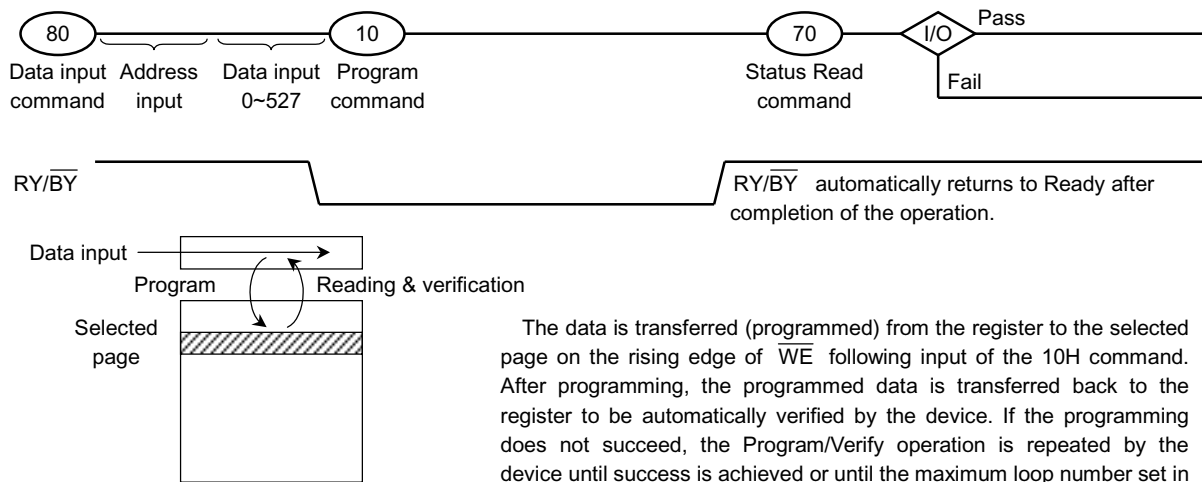 80
10
70
I/O
Pass
Data input
command
Address
input
Data input
0~527
Program
command
Status Read
command
Fail
RY/BY
RY/BY automatically returns to Ready after
completion of the operation.
Data input
Program
Reading & verification
Selected
page
The data is transferred (programmed) from the register to the selected
page on the rising edge of WE following input of the 10H command.
After programming, the programmed data is transferred back to the
register to be automatically verified by the device. If the programming
does not succeed, the Program/Verify operation is repeated by the
device until success is achieved or until the maximum loop number set in